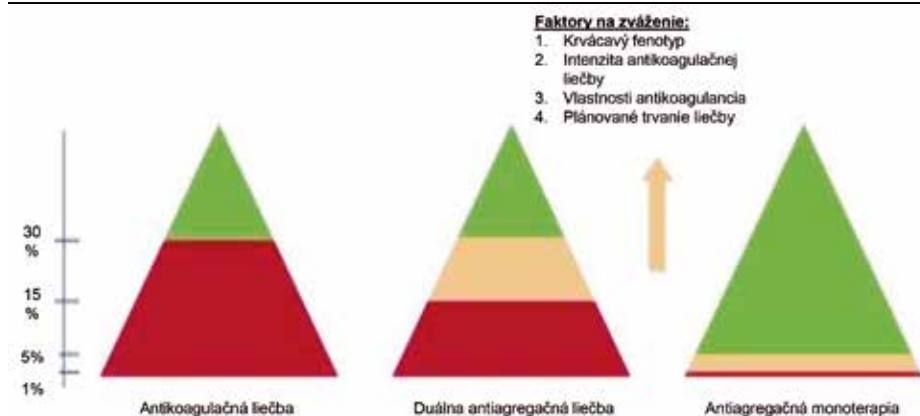 Faktory na zváženie:
1. Krvácavý fenotyp
2. Intenzita antikoagulačnej
liečby
3. Vlastnosti antikoagulancia
4. Plánované trvanie liečby
30
%
15
%
5%
1%
Antikoagulačná liečba
Duálna antiagregačná liečba
Antiagregačná monoterapia